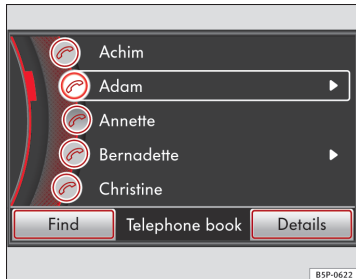 Achim
Adam
Annette
Bernadette
Christine
Find Telephone book Details
B5P-0622